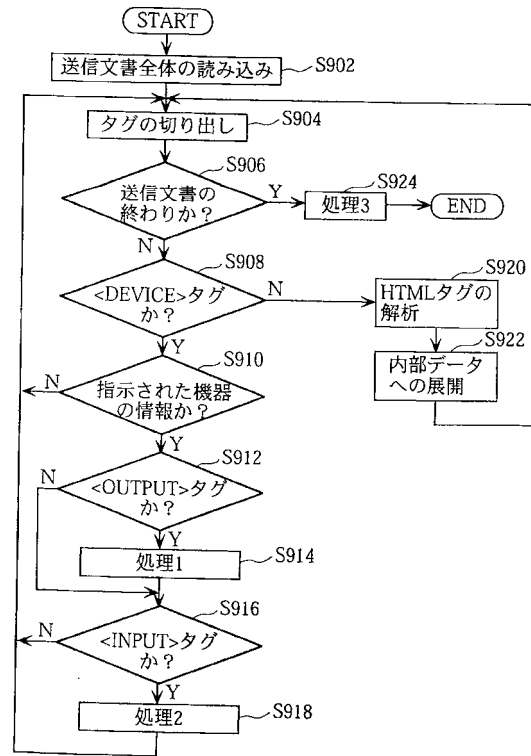 START
送信文書全体の読み込み
S902
タグの切り出し
S904
S906
送信文書の
終わりか?
Y
S924
処理3
END
N
S908
<DEVICE>タグ
か?
N
S920
HTMLタグの
解析
Y
S910
S922
内部データ
への展開
N
指示された機器
の情報か?
Y
S912
N
<OUTPUT>タグ
か?
Y
処理1
S914
S916
N
<INPUT>タグ
か?
Y
処理2
S918